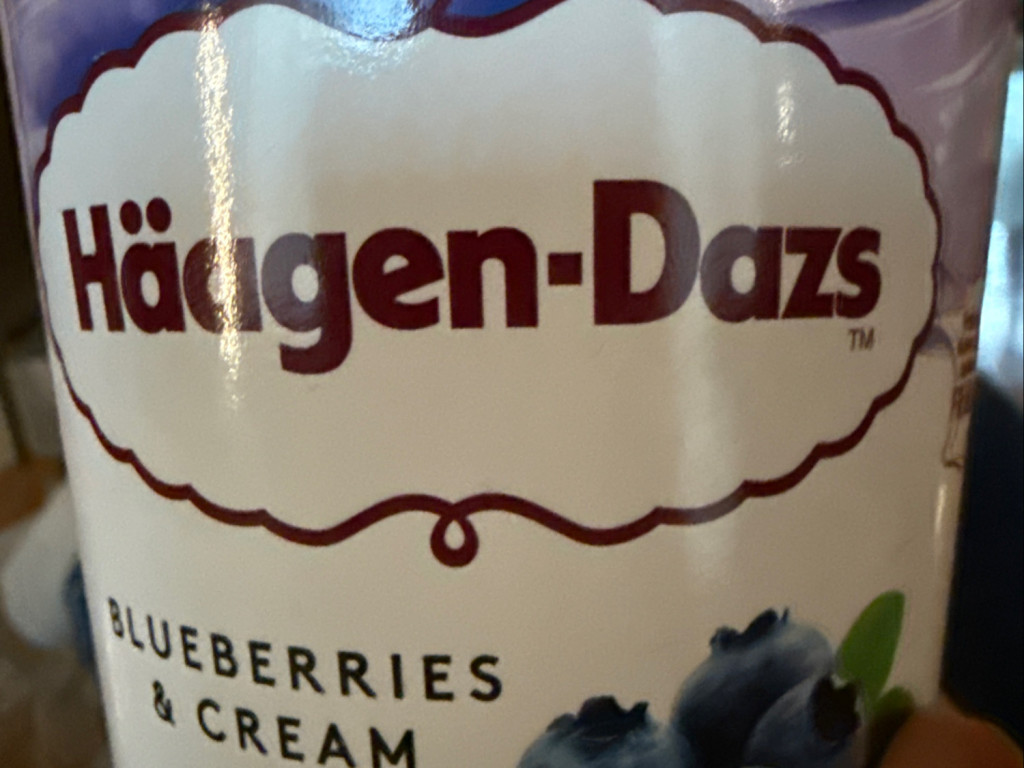 Häagen-Dazs
TM
BLUEBERRIES
& CREAM